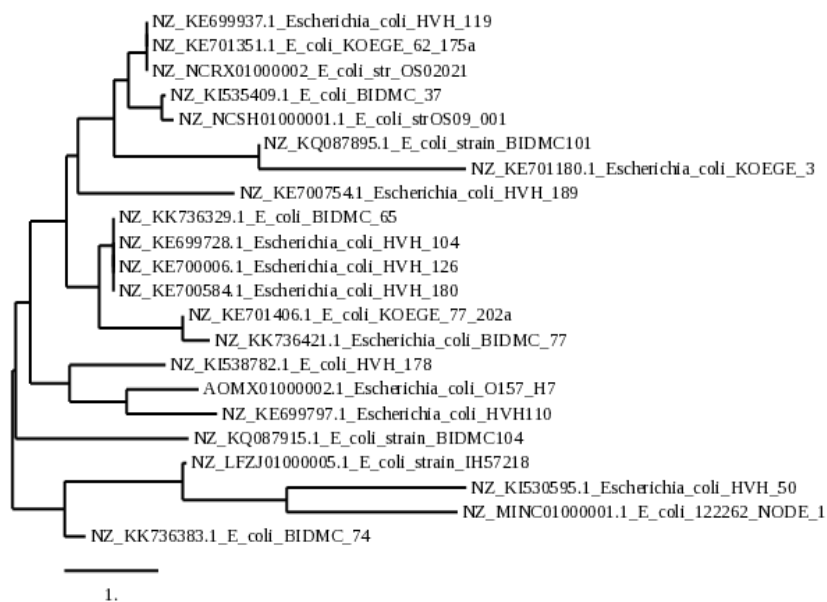 NZ_KE699937.1_Escherichia_coli_HVH_119
NZ_KE701351.1_E_coli_KOEGE_62_175a
NZ_NCRX01000002_E_coli_str_OS02021
NZ_KI535409.1_E_coli_BIDMC_37
NZ_NCSH01000001.1_E_coli_strOS09_001
NZ_KQ087895.1_E_coli_strain_BIDMC101
NZ_KE701180.1_Escherichia_coli_KOEGE_3
NZ_KE700754.1_Escherichia_coli_HVH_189
NZ_KK736329.1_E_coli_BIDMC_65
NZ_KE699728.1_Escherichia_coli_HVH_104
NZ_KE700006.1_Escherichia_coli_HVH_126
NZ_KE700584.1_Escherichia_coli_HVH_180
NZ_KE701406.1_E_coli_KOEGE_77_202a
NZ_KK736421.1_Escherichia_coli_BIDMC_77
NZ_KI538782.1_E_coli_HVH_178
AOMX01000002.1_Escherichia_coli_O157_H7
NZ_KE699797.1_Escherichia_coli_HVH110
NZ_KQ087915.1_E_coli_strain_BIDMC104
NZ_LFZJ01000005.1_E_coli_strain_IH57218
NZ_KI530595.1_Escherichia_coli_HVH_50
NZ_MINC01000001.1_E_coli_122262_NODE_1
NZ_KK736383.1_E_coli_BIDMC_74
1.